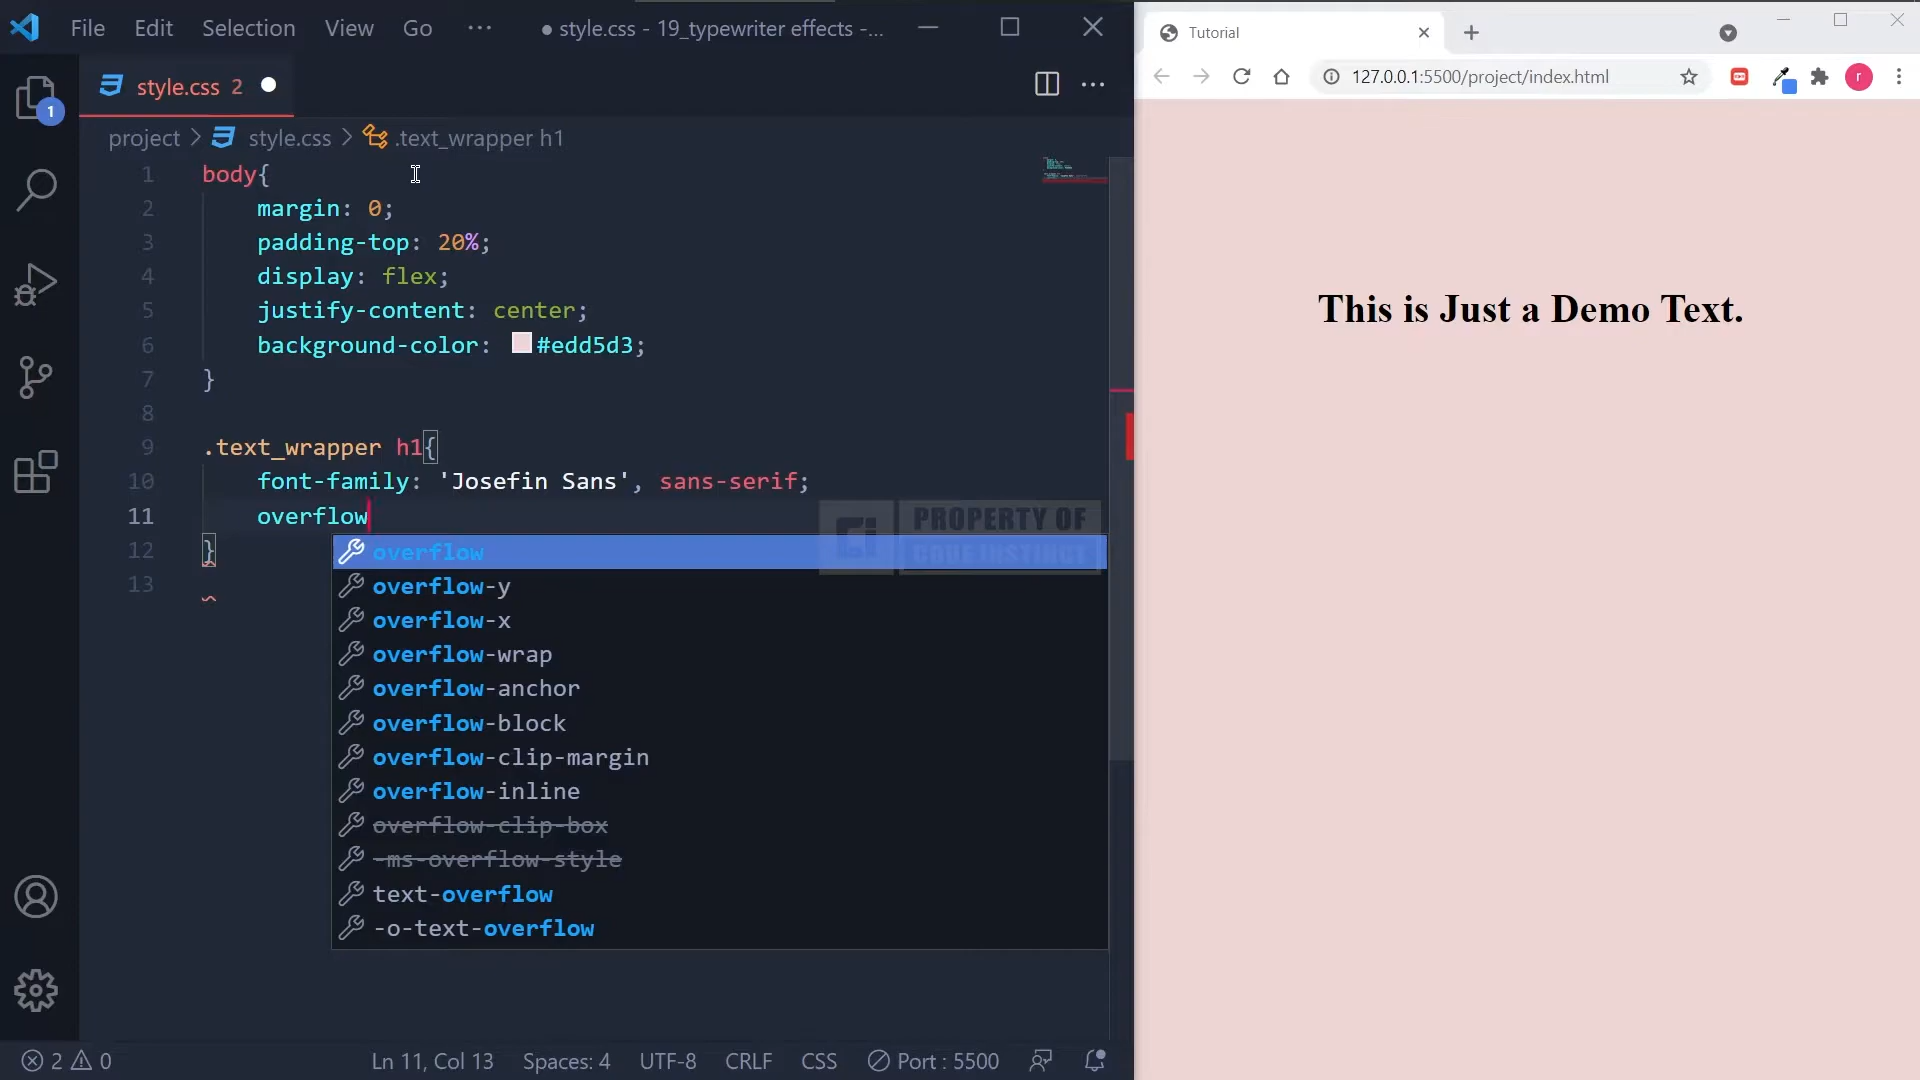 File Edit Selection View Go ··· ● style.css - 19_typewriter effects -...
style.css 2 ●
project > style.css > .text_wrapper h1
1 body{
2 margin: 0;
3 padding-top: 20%;
4 display: flex;
5 justify-content: center;
6 background-color: #edd5d3;
7 }
8
9 .text_wrapper h1{
10 font-family: 'Josefin Sans', sans-serif;
11 overflow
12 }
13
overflow
overflow-y
overflow-x
overflow-wrap
overflow-anchor
overflow-block
overflow-clip-margin
overflow-inline
overflow-clip-box
-ms-overflow-style
text-overflow
-o-text-overflow
PROPERTY OF
CODE INSTINCT
1
2 0 Ln 11, Col 13 Spaces: 4 UTF-8 CRLF CSS Port : 5500
Tutorial
127.0.0.1:5500/project/index.html
r
This is Just a Demo Text.